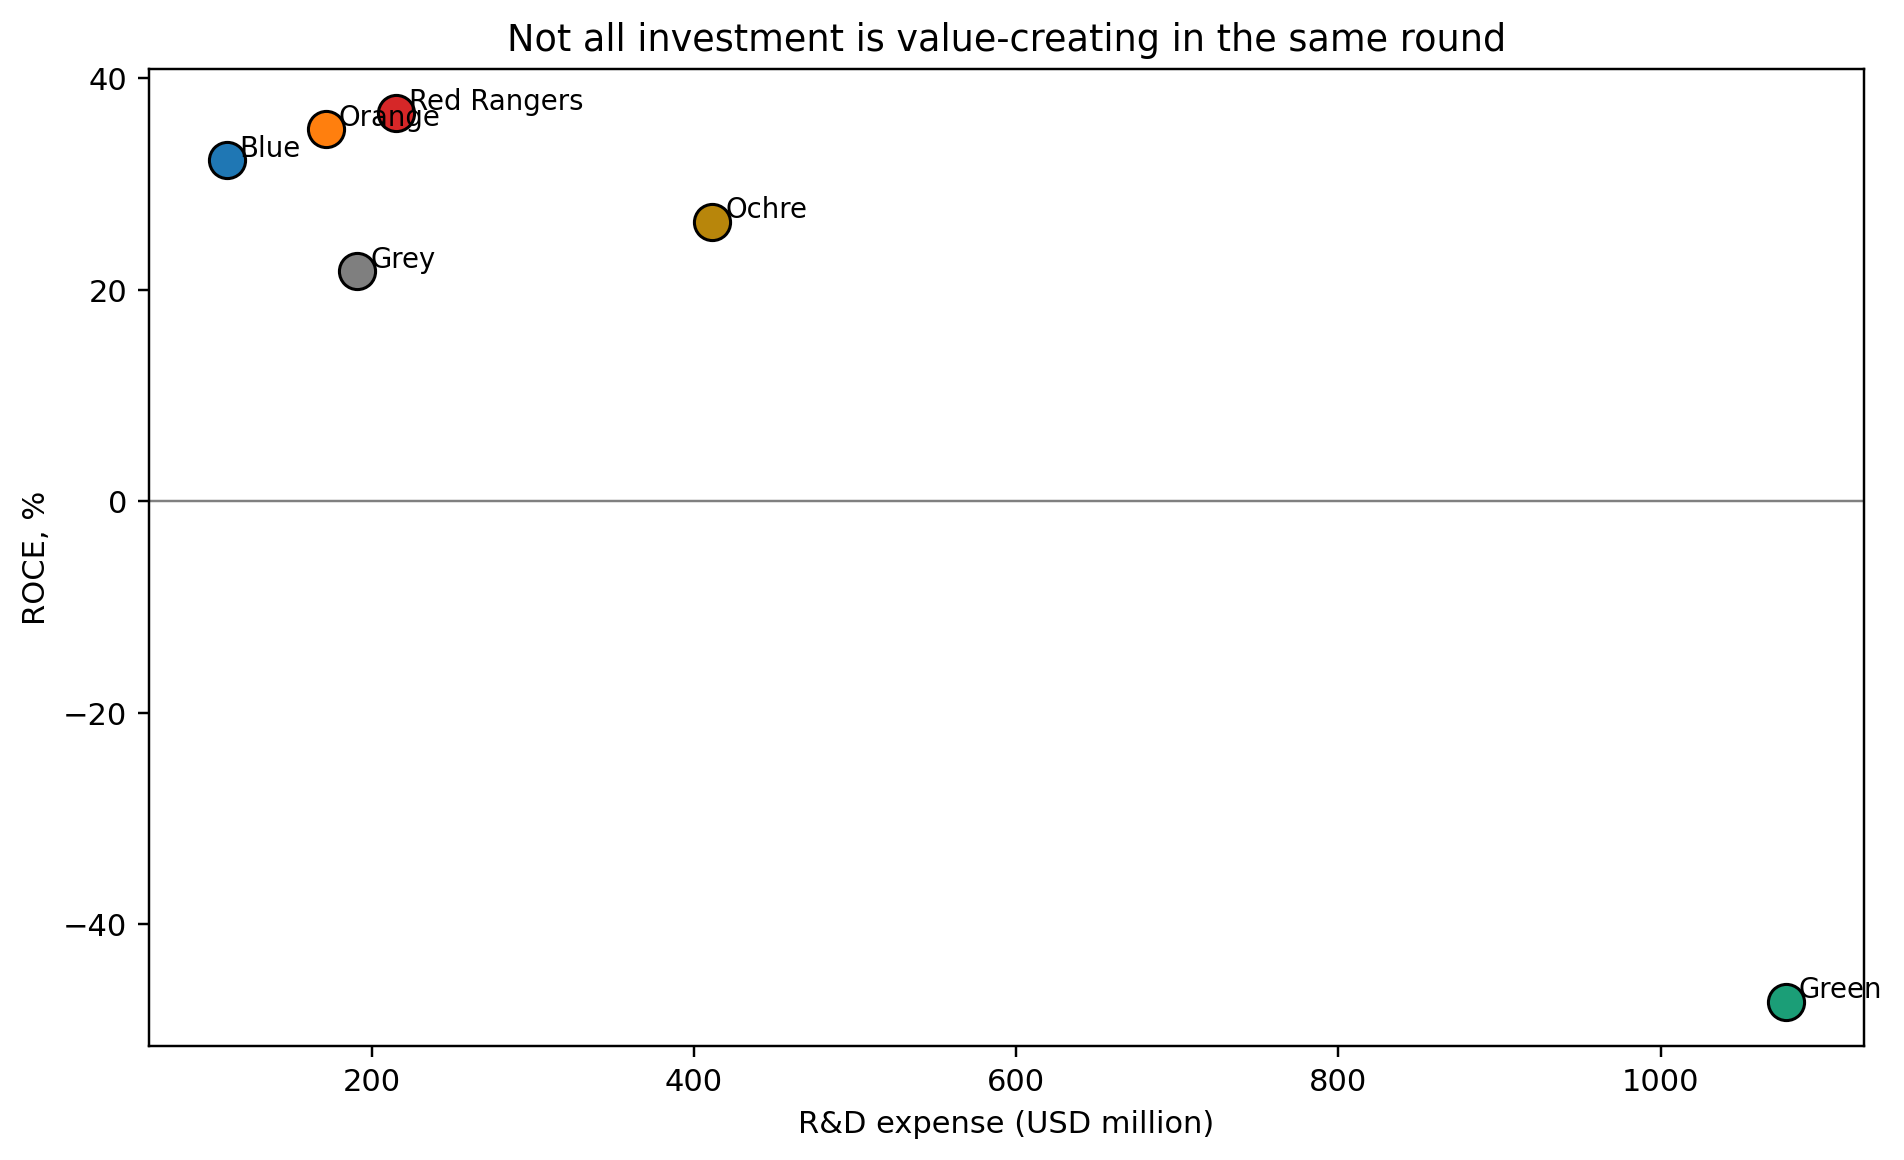 Not all investment is value-creating in the same round
40
20
0
−20
−40
ROCE, %
Red Rangers
Orange
Blue
Ochre
Grey
Green
200
400
600
800
1000
R&D expense (USD million)